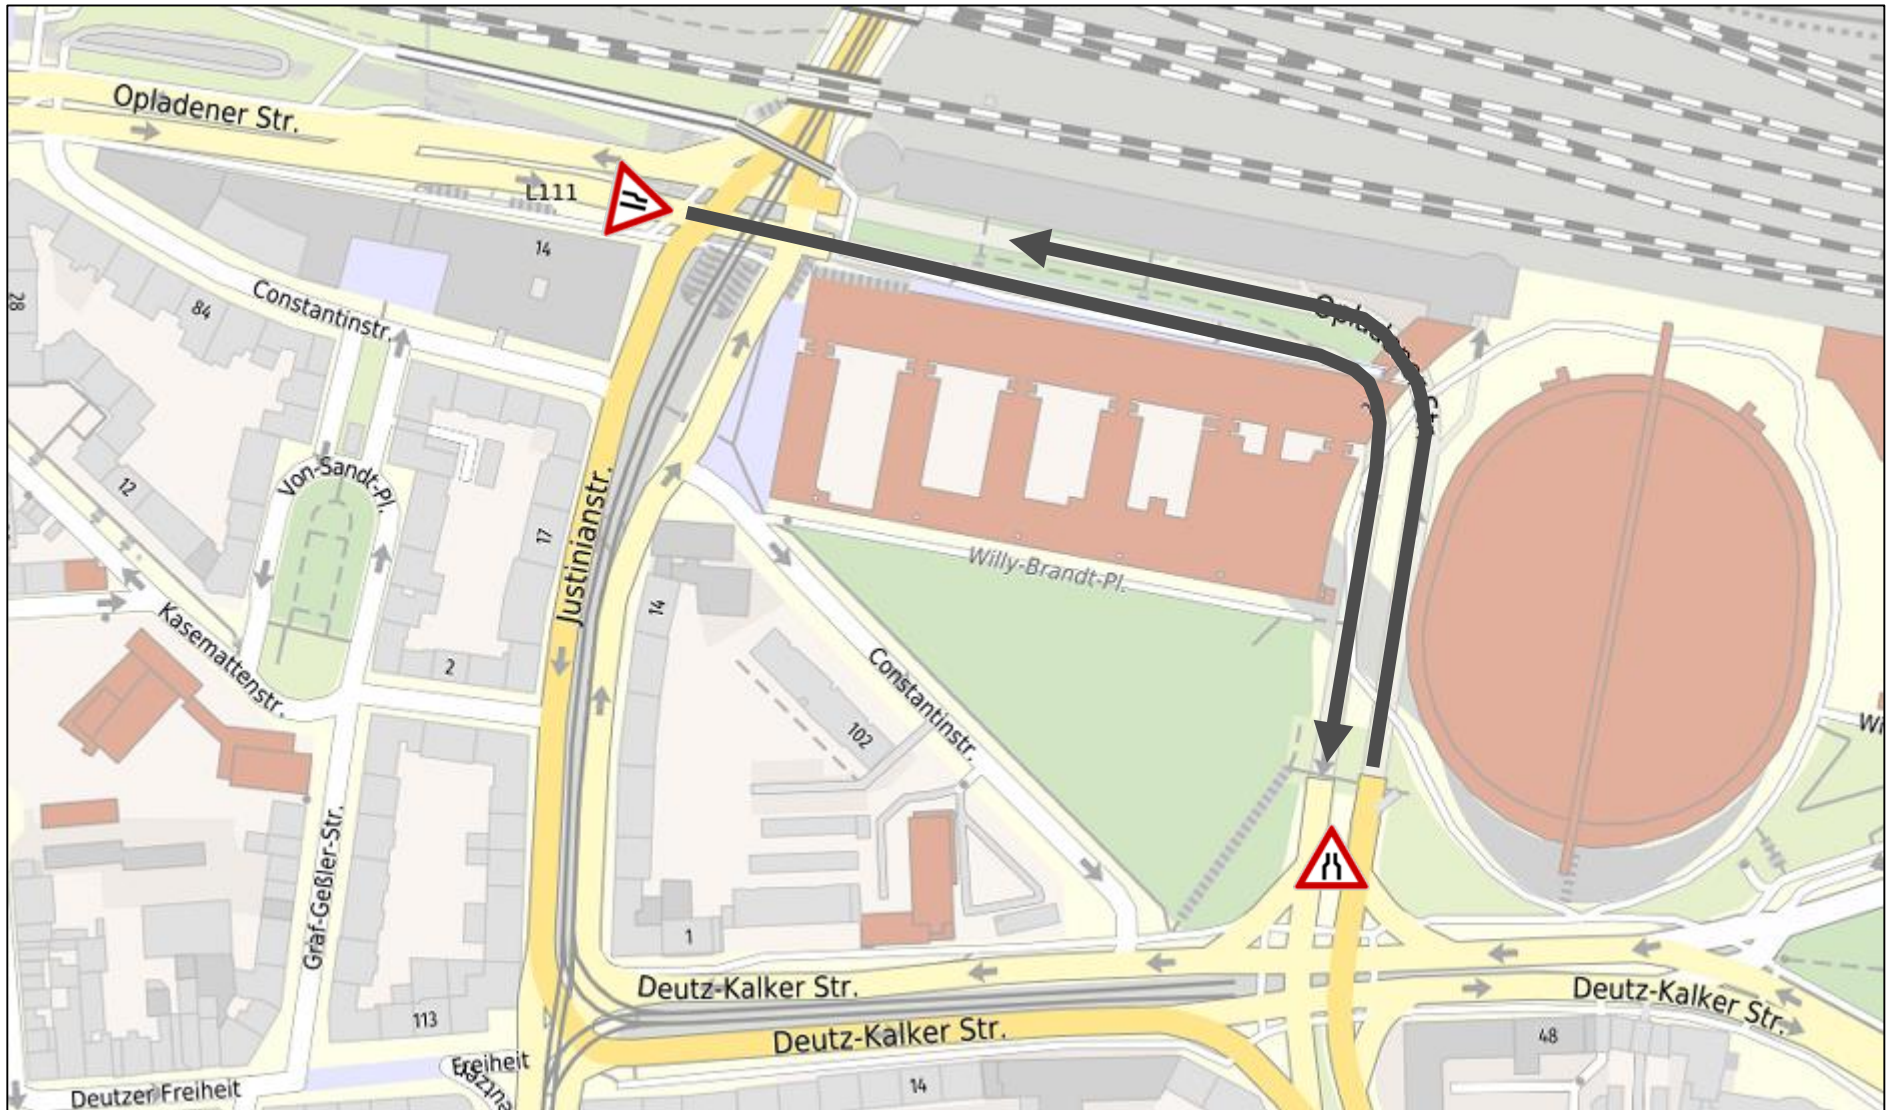 Opladener Str.
L111
14
28
84
Constantinstr.
Von-Sandt-Pl.
12
17
Justinianstr.
Willy-Brandt-Pl.
14
Kasemattenstr.
2
Constantinstr.
102
Wi
Graf-Geßler-Str.
1
Deutz-Kalker Str.
Deutz-Kalker Str.
Deutz-Kalker Str.
113
48
Freiheit
Deutzer
Deutzer Freiheit
14